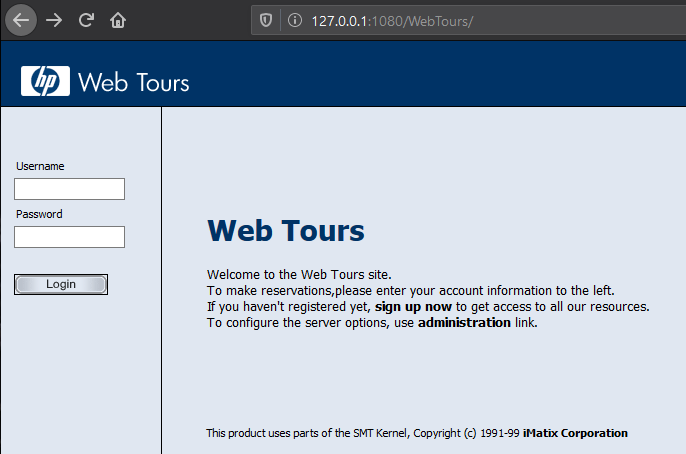 127.0.0.1:1080/WebTours/
hp Web Tours
Username
Password
Login
Web Tours
Welcome to the Web Tours site.
To make reservations,please enter your account information to the left.
If you haven't registered yet, sign up now to get access to all our resources.
To configure the server options, use administration link.
This product uses parts of the SMT Kernel, Copyright (c) 1991-99 iMatix Corporation